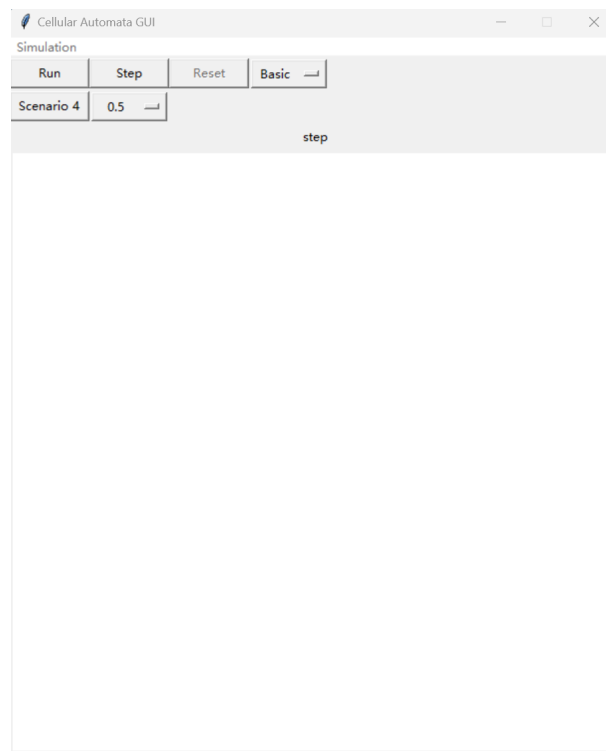 Cellular Automata GUI
Simulation
Run Step Reset Basic
Scenario 4 0.5
step